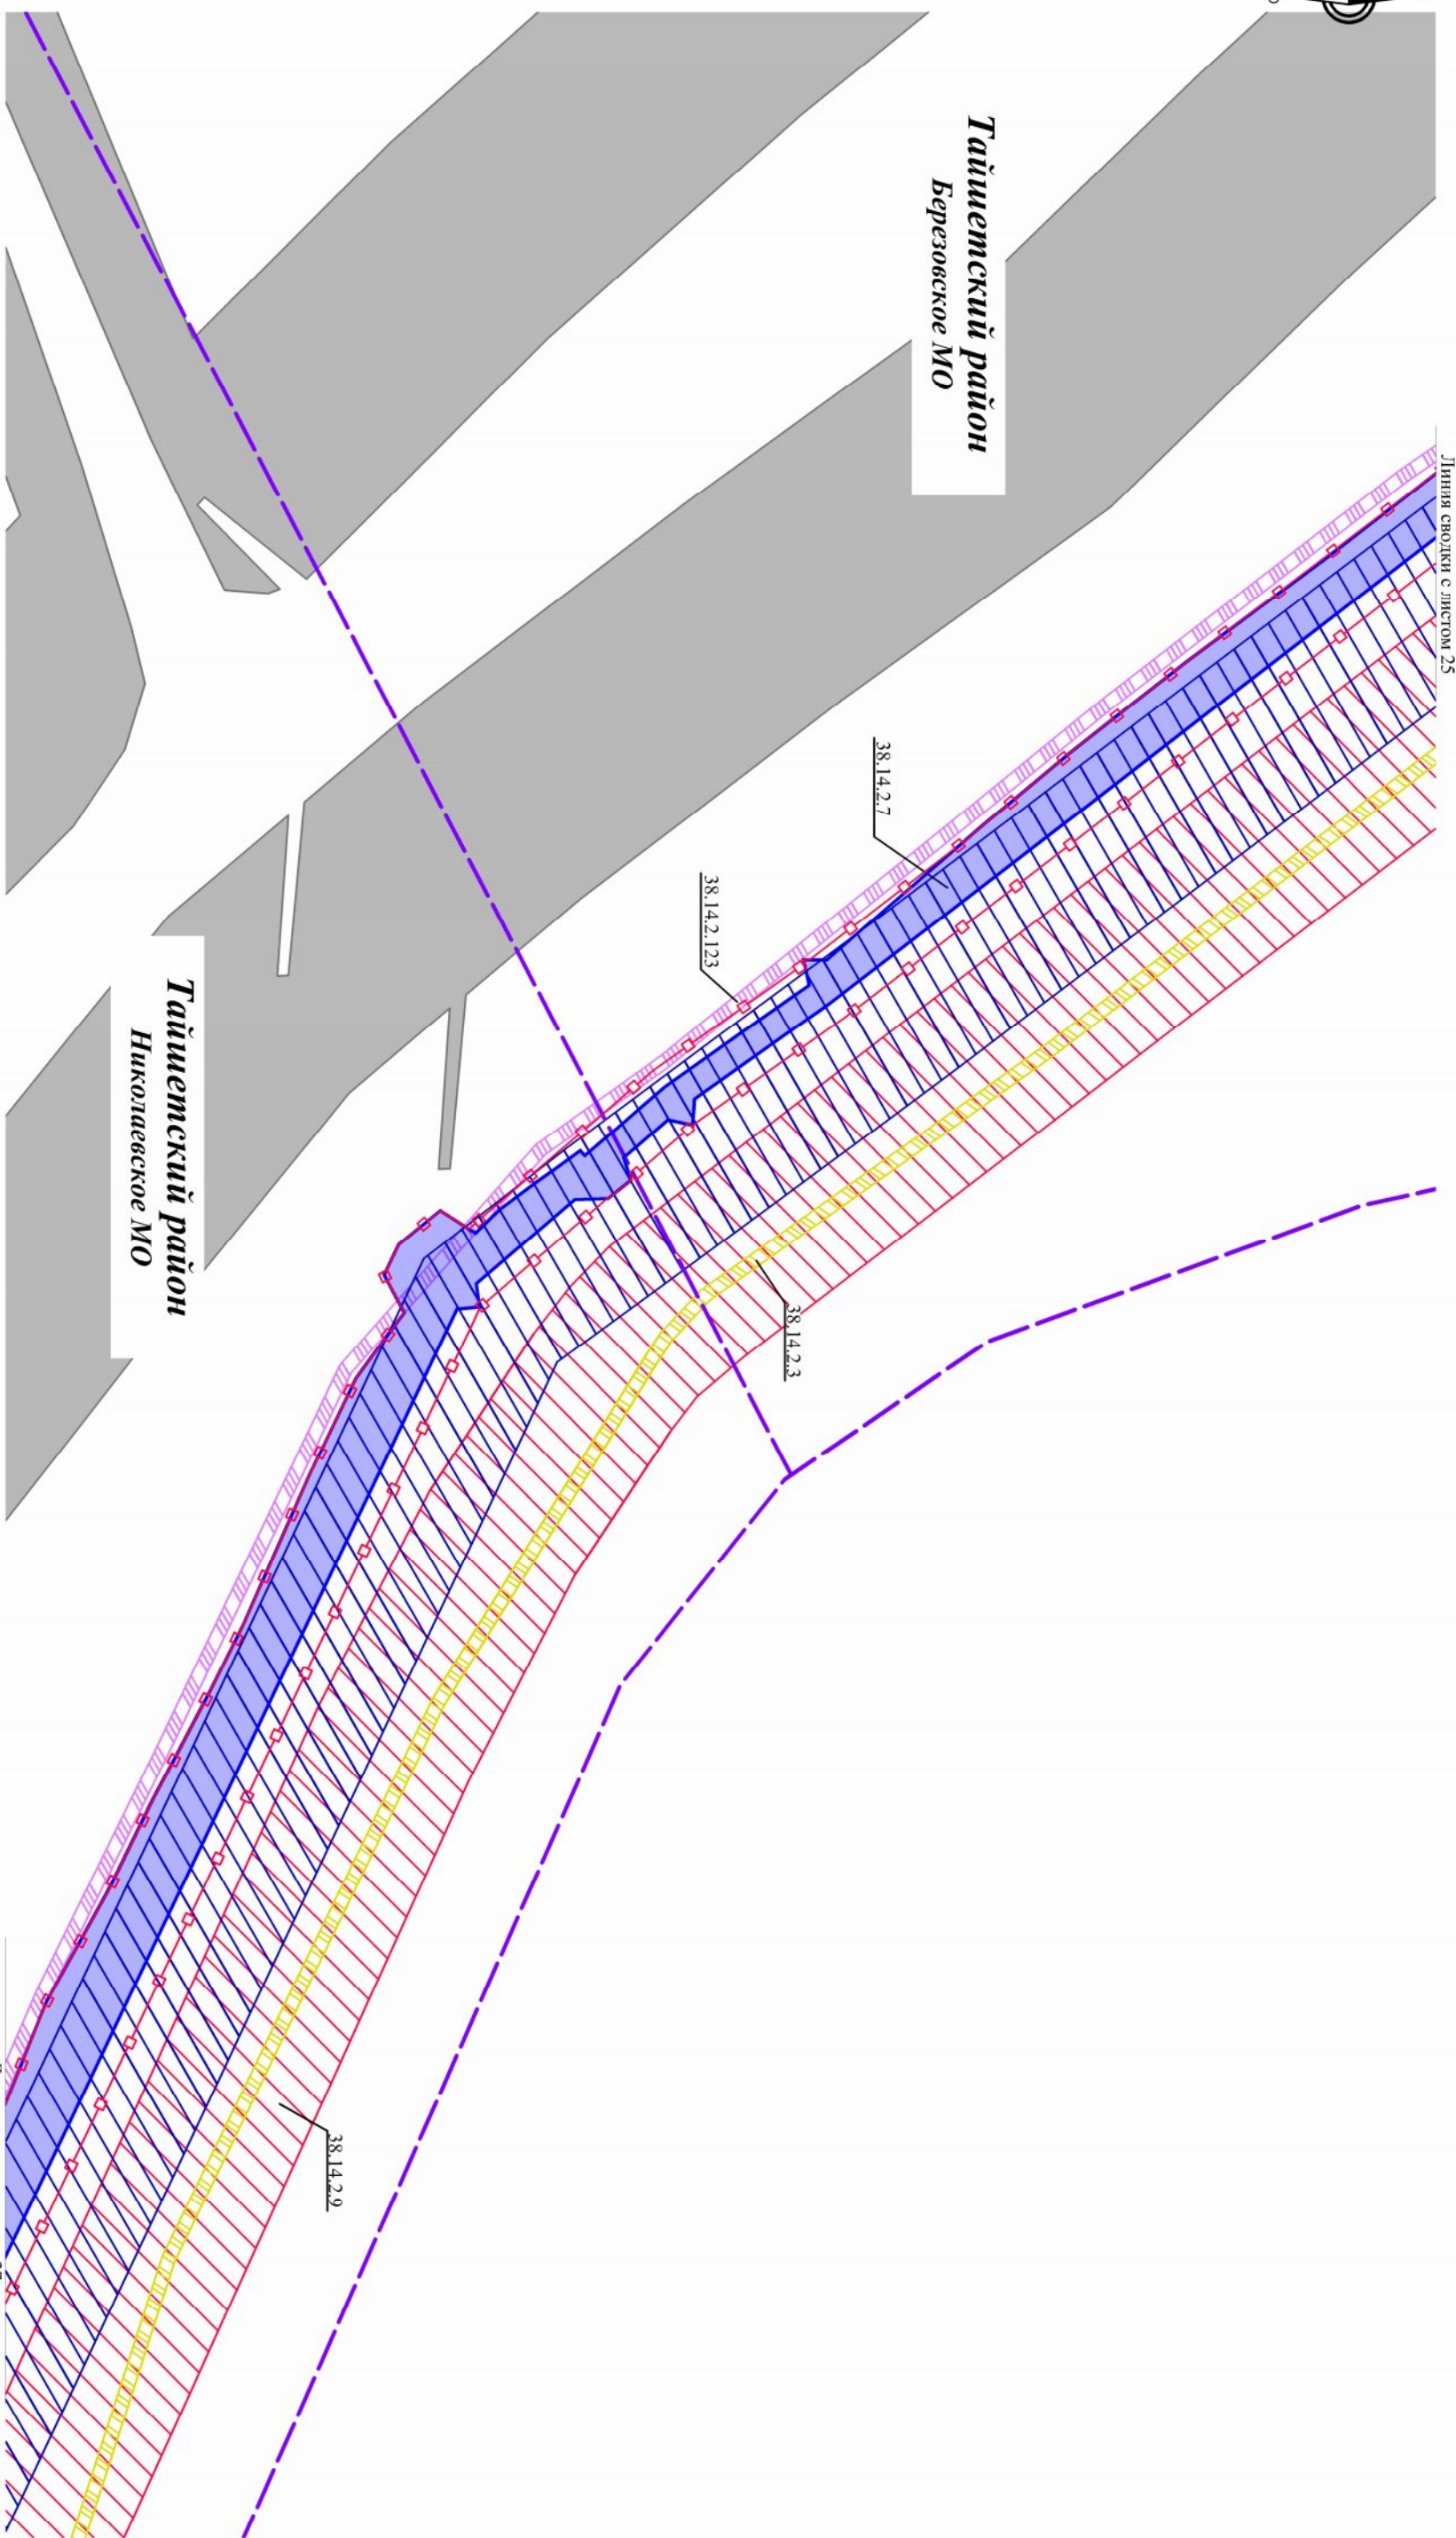 Линия сводки с листом 25
Тайшетский район
Березовское МО
38.14.2.7
38.14.2.123
38.14.2.3
Тайшетский район
Николаевское МО
38.14.2.9